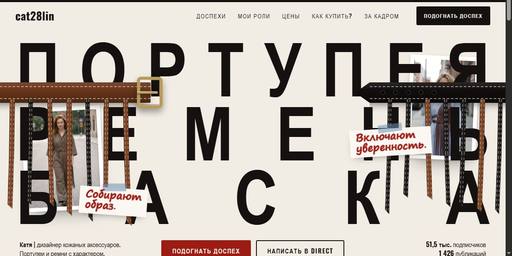 cat28lin
ДОСПЕХИ МОИ РОЛИ ЦЕНЫ КАК КУПИТЬ? ЗА КАДРОМ ПОДОГНАТЬ ДОСПЕХ
ПОРТУПЕЯ
РЕМЕНЬ
БАСКА
Включают
уверенность.
Собирают
образ.
Катя | дизайнер кожаных аксессуаров.
Портупеи и ремни с характером.
ПОДОГНАТЬ ДОСПЕХ
НАПИСАТЬ В DIRECT
51,5 тыс. подписчиков
1 426 публикаций